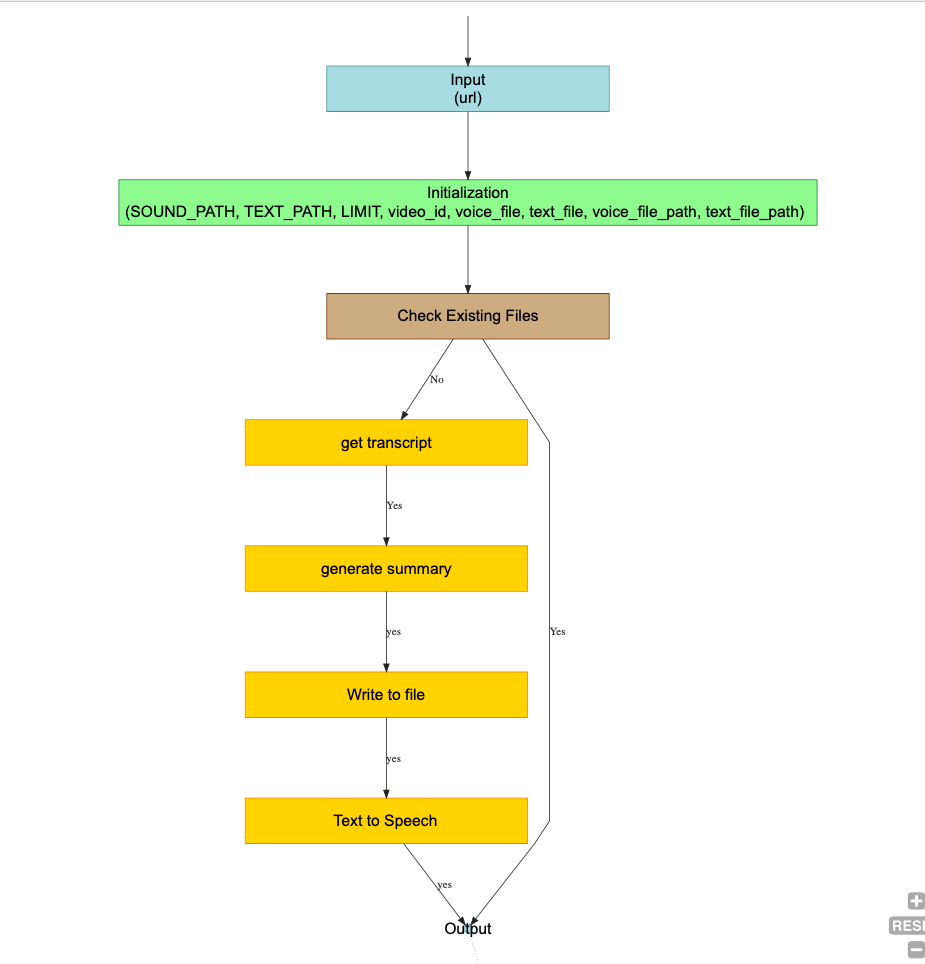 Input
(url)
Initialization
(SOUND_PATH, TEXT_PATH, LIMIT, video_id, voice_file, text_file, voice_file_path, text_file_path)
Check Existing Files
No
get transcript
Yes
generate summary
yes
Yes
Write to file
yes
Text to Speech
yes
Output